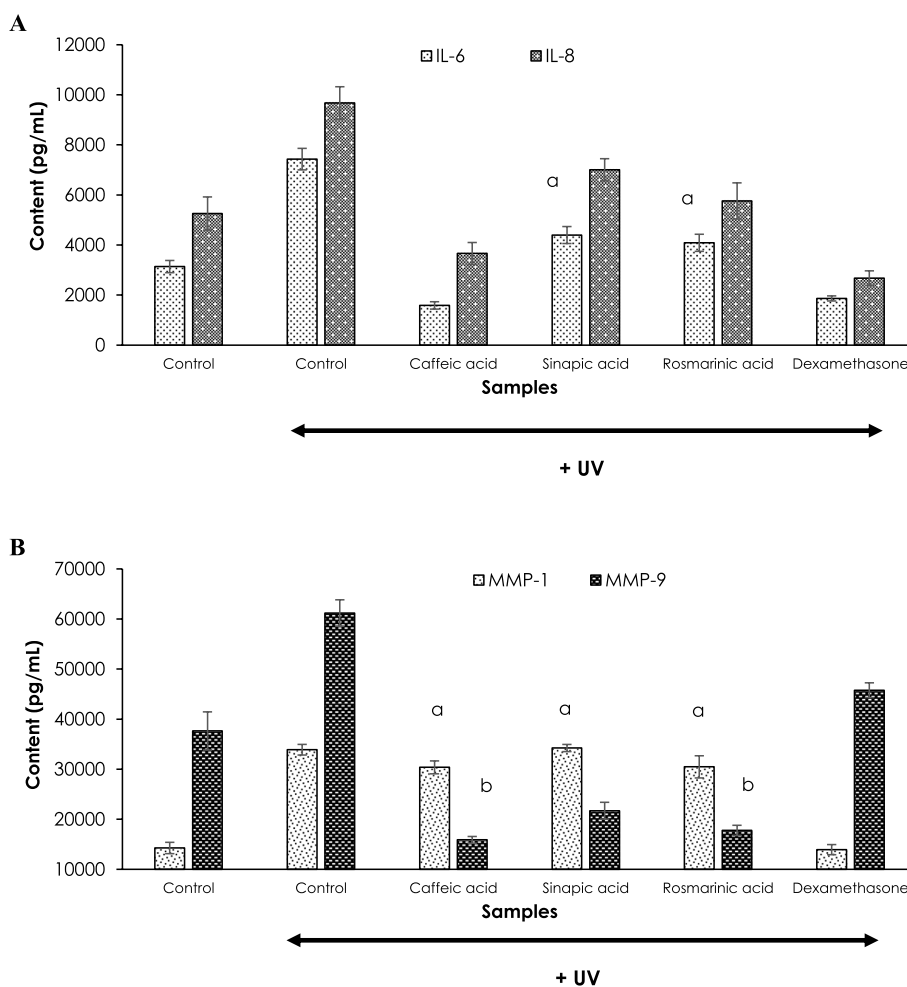 A
12000
10000
8000
6000
4000
2000
0
Content (pg/mL)
IL-6 IL-8
a a
Control Control Caffeic acid Sinapic acid Rosmarinic acid Dexamethasone
Samples
+ UV
B
70000
60000
50000
40000
30000
20000
10000
Content (pg/mL)
MMP-1 MMP-9
a a a
b b
Control Control Caffeic acid Sinapic acid Rosmarinic acid Dexamethasone
Samples
+ UV